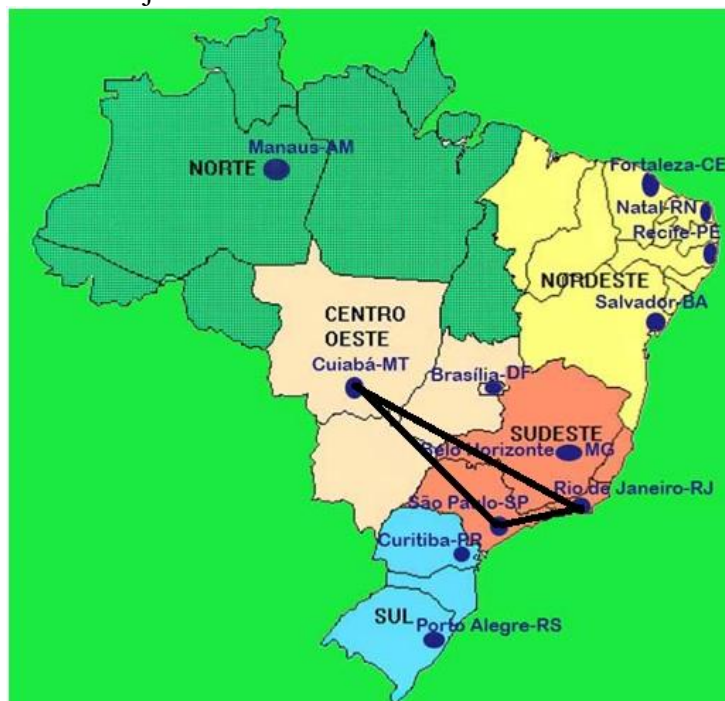 Manaus-AM
NORTE
Fortaleza-CE
Natal-RN
Recife-PE
NORDESTE
Salvador-BA
CENTRO
OESTE
Cuiabá-MT
Brasília-DF
SUDESTE
Belo Horizonte MG
Rio de Janeiro-RJ
São Paulo-SP
Curitiba-PR
SUL
Porto Alegre-RS